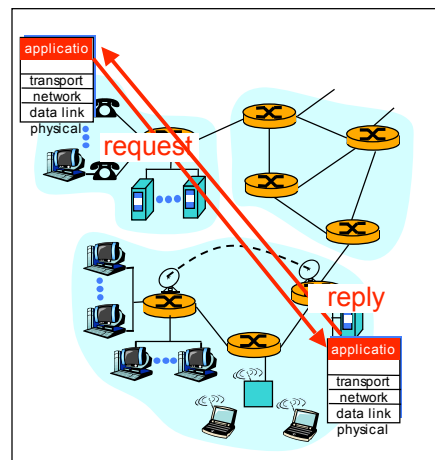 applicatio
transport
network
data link
physical
request
reply
applicatio
transport
network
data link
physical